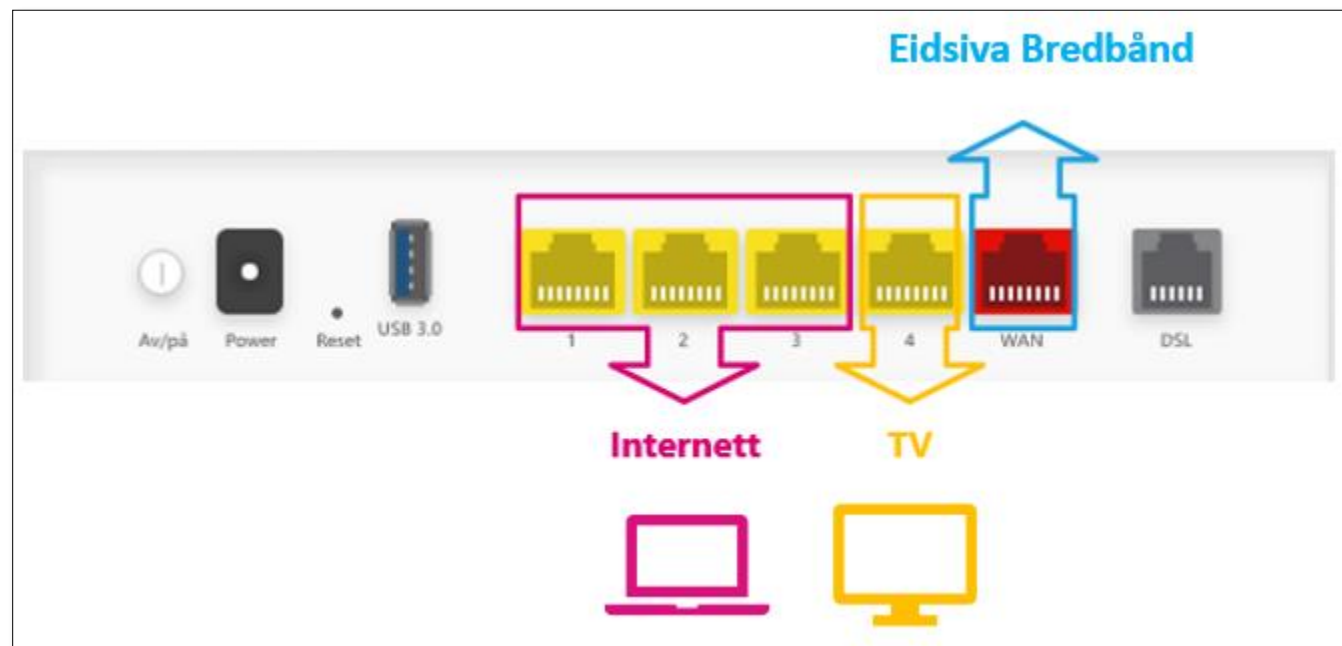 Eidsiva Bredbånd
Av/på
Power
Reset
USB 3.0
1
2
3
4
WAN
DSL
Internett
TV